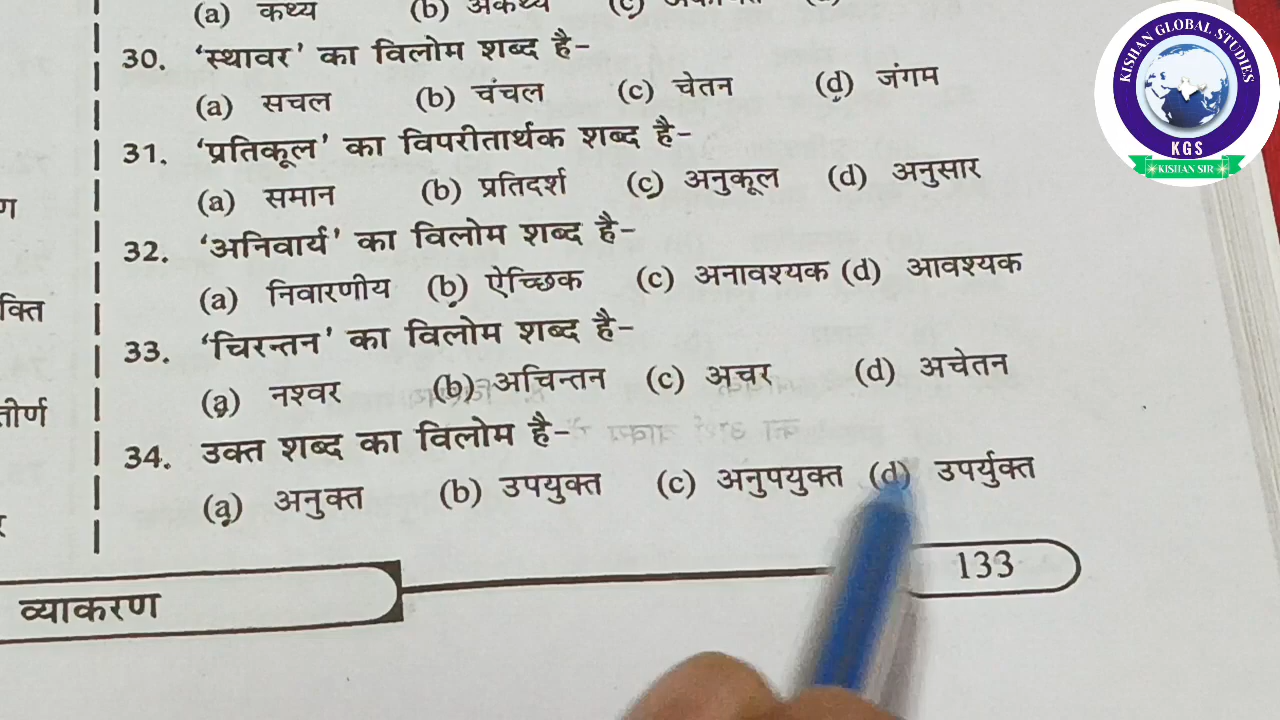 (a) कथ्य (b) अकथ्य (c)
30. ‘स्थावर’ का विलोम शब्द है-
(a) सचल (b) चंचल (c) चेतन (d) जंगम
31. ‘प्रतिकूल’ का विपरीतार्थक शब्द है-
(a) समान (b) प्रतिदर्श (c) अनुकूल (d) अनुसार
32. ‘अनिवार्य’ का विलोम शब्द है-
(a) निवारणीय (b) ऐच्छिक (c) अनावश्यक (d) आवश्यक
33. ‘चिरन्तन’ का विलोम शब्द है-
(a) नश्वर (b) अचिन्तन (c) अचर (d) अचेतन
34. उक्त शब्द का विलोम है-
(a) अनुक्त (b) उपयुक्त (c) अनुपयुक्त (d) उपर्युक्त
133
व्याकरण
KISHAN GLOBAL STUDIES
KGS
KISHAN SIR